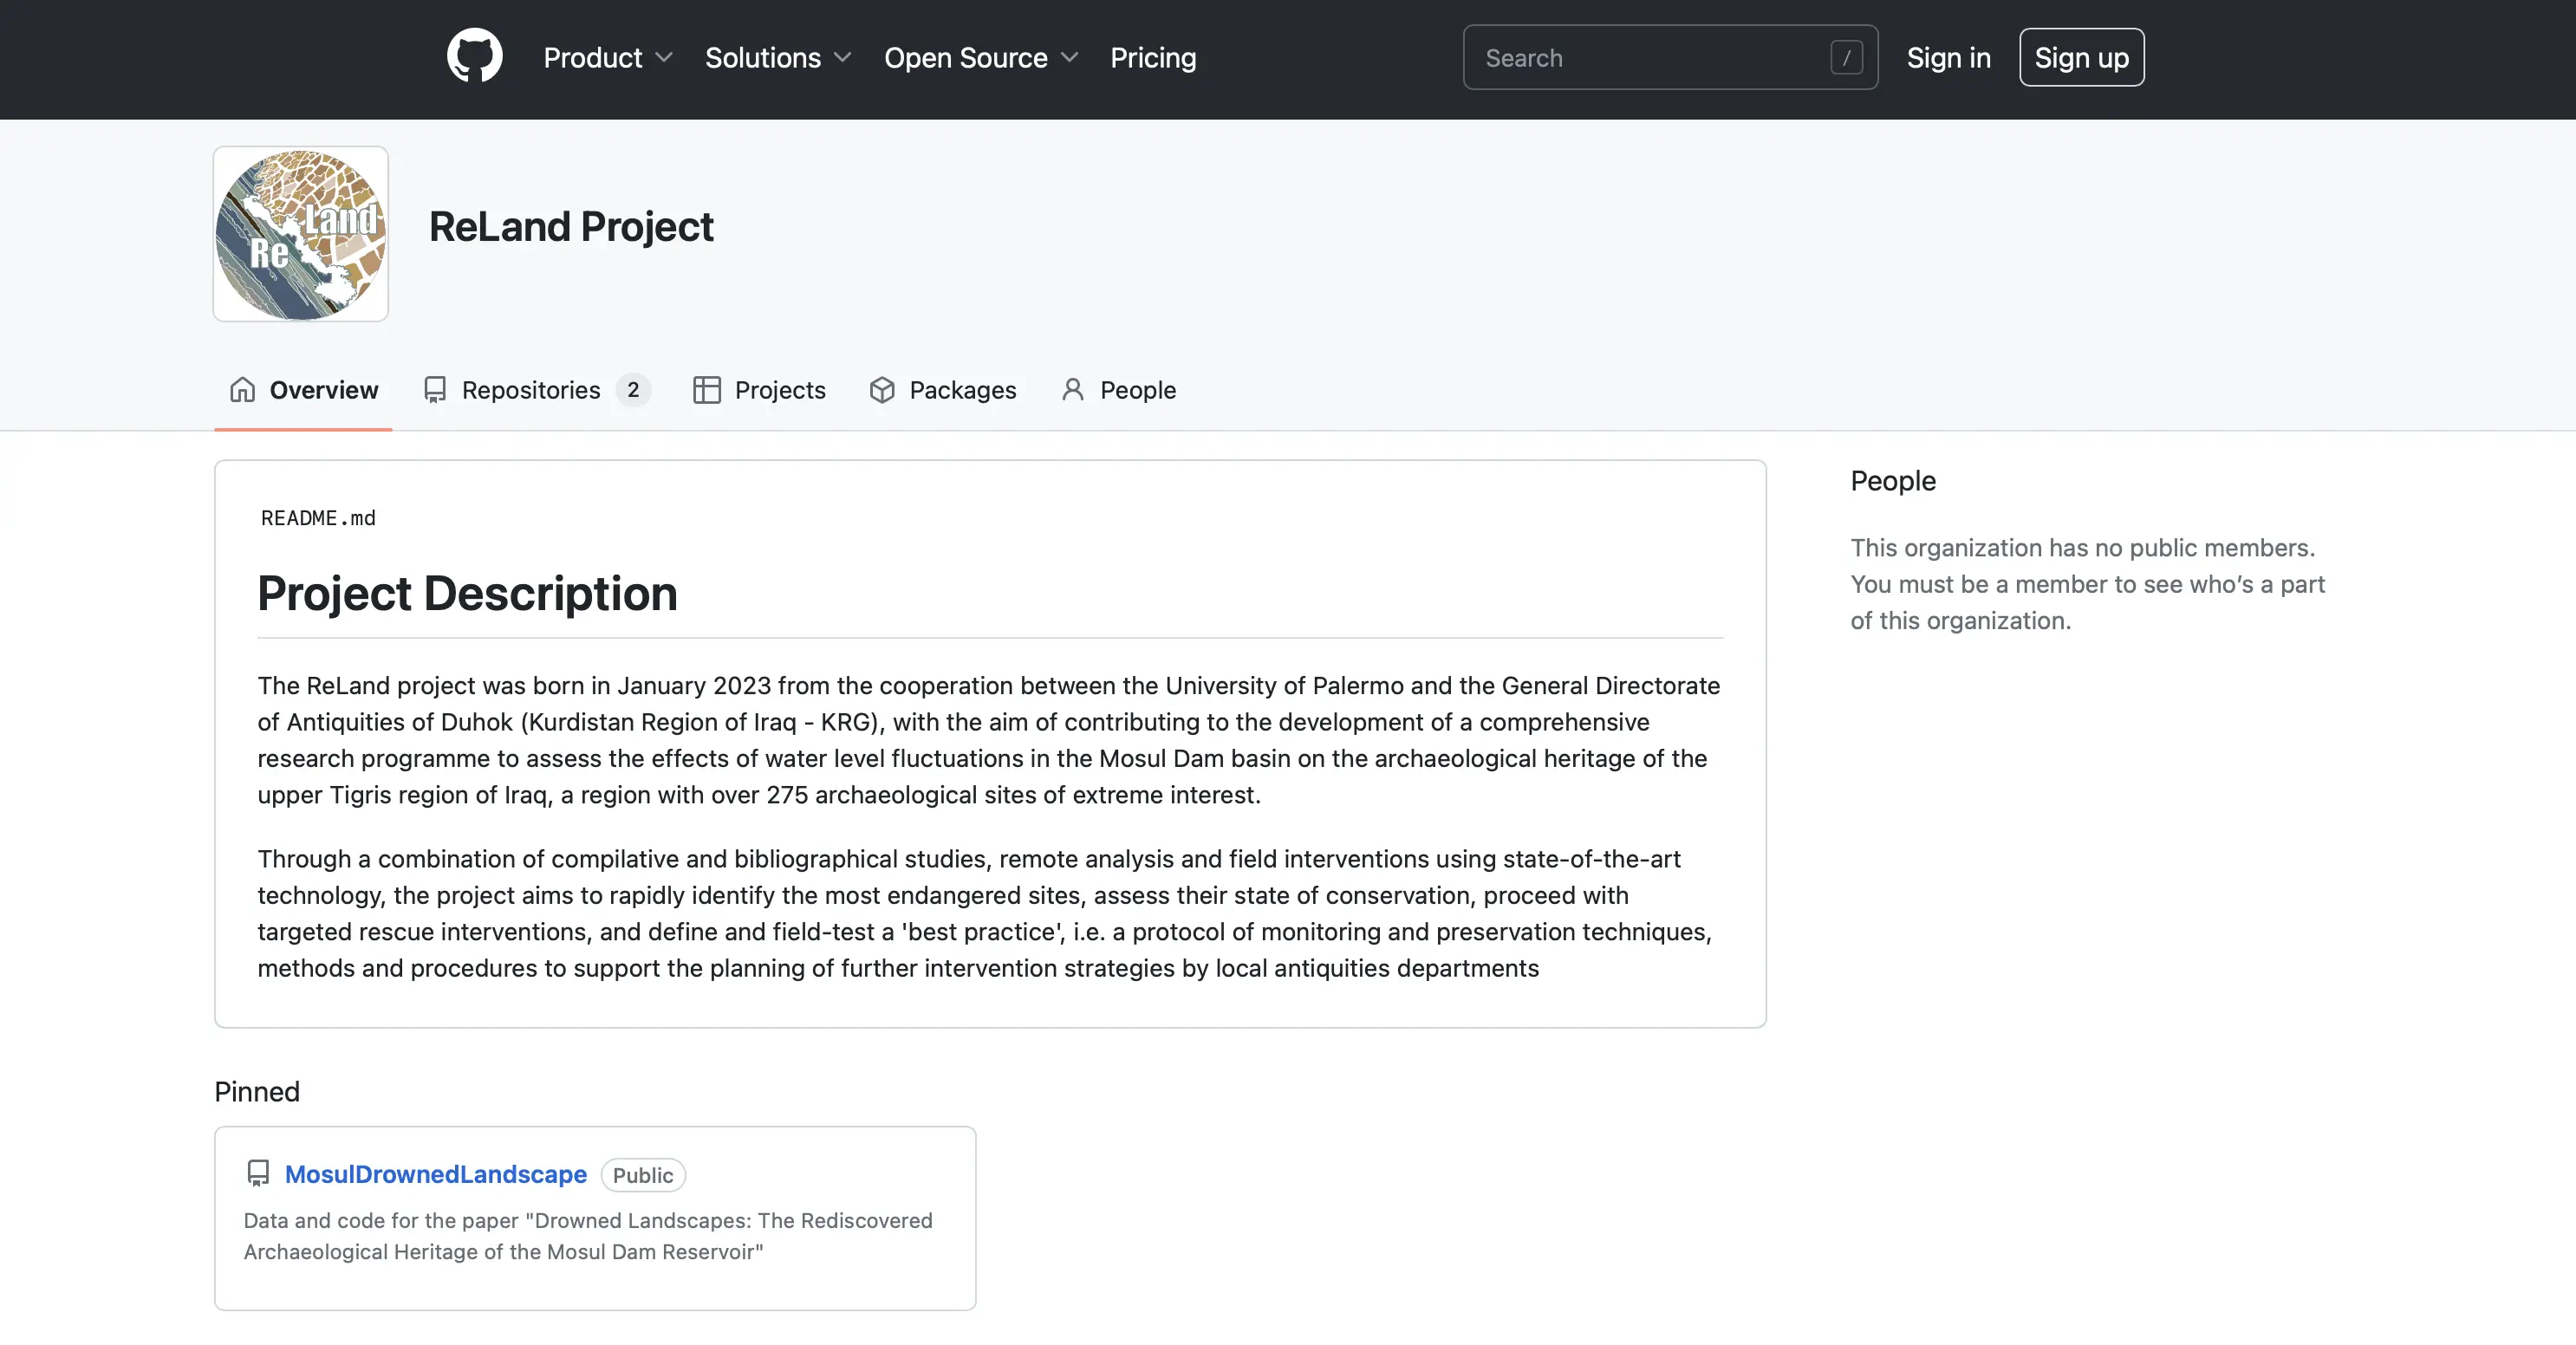 Product Solutions Open Source Pricing Search / Sign in Sign up
Land
Re
ReLand Project
Overview Repositories 2 Projects Packages People
README.md
Project Description
The ReLand project was born in January 2023 from the cooperation between the University of Palermo and the General Directorate
of Antiquities of Duhok (Kurdistan Region of Iraq - KRG), with the aim of contributing to the development of a comprehensive
research programme to assess the effects of water level fluctuations in the Mosul Dam basin on the archaeological heritage of the
upper Tigris region of Iraq, a region with over 275 archaeological sites of extreme interest.
Through a combination of compilative and bibliographical studies, remote analysis and field interventions using state-of-the-art
technology, the project aims to rapidly identify the most endangered sites, assess their state of conservation, proceed with
targeted rescue interventions, and define and field-test a 'best practice', i.e. a protocol of monitoring and preservation techniques,
methods and procedures to support the planning of further intervention strategies by local antiquities departments
People
This organization has no public members.
You must be a member to see who’s a part
of this organization.
Pinned
MosulDrownedLandscape Public
Data and code for the paper "Drowned Landscapes: The Rediscovered
Archaeological Heritage of the Mosul Dam Reservoir"